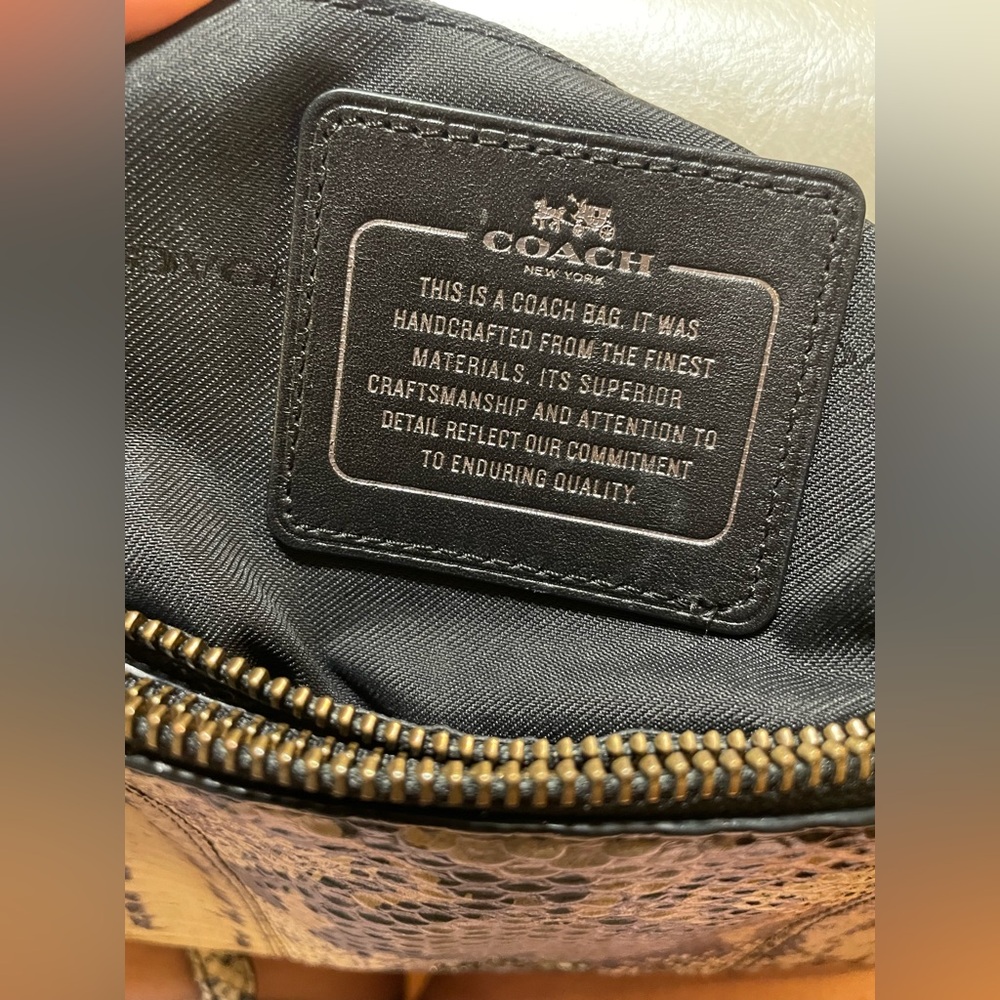 COACH
NEW YORK
THIS IS A COACH BAG. IT WAS
HANDCRAFTED FROM THE FINEST
MATERIALS. ITS SUPERIOR
CRAFTSMANSHIP AND ATTENTION TO
DETAIL REFLECT OUR COMMITMENT
TO ENDURING QUALITY.